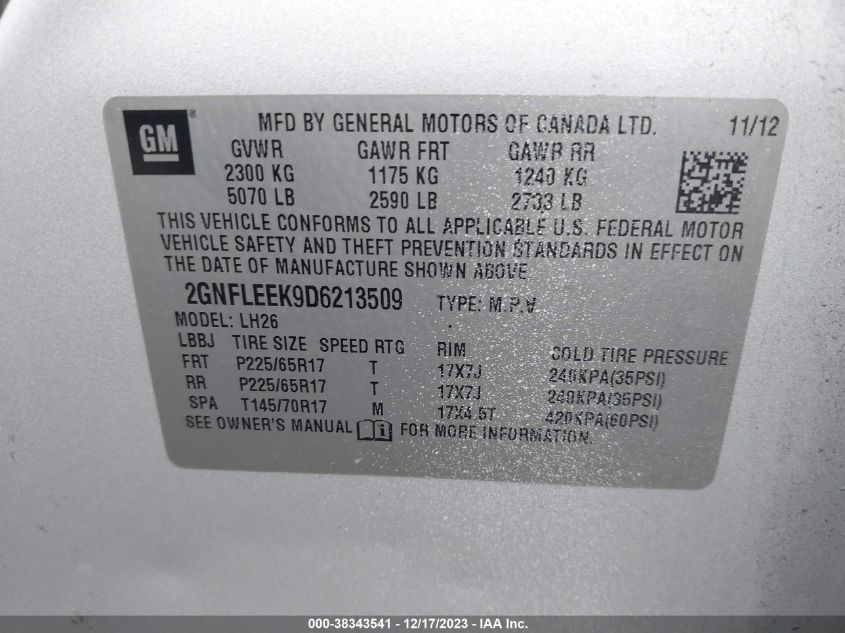 GM ® MFD BY GENERAL MOTORS OF CANADA LTD. 11/12
GVWR GAWR FRT GAWR RR
2300 KG 1175 KG 1240 KG
5070 LB 2590 LB 2733 LB
THIS VEHICLE CONFORMS TO ALL APPLICABLE U.S. FEDERAL MOTOR
VEHICLE SAFETY AND THEFT PREVENTION STANDARDS IN EFFECT ON
THE DATE OF MANUFACTURE SHOWN ABOVE.
2GNFLEEK9D6213509 TYPE: M.P.V
MODEL: LH26
LBBJ TIRE SIZE SPEED RTG RIM COLD TIRE PRESSURE
FRT P225/65R17 T 17X7J 240KPA(35PSI)
RR P225/65R17 T 17X7J 240KPA(35PSI)
SPA T145/70R17 M 17X4.5T 420KPA(60PSI)
SEE OWNER'S MANUAL i FOR MORE INFORMATION.
000-38343541 - 12/17/2023 - IAA Inc.